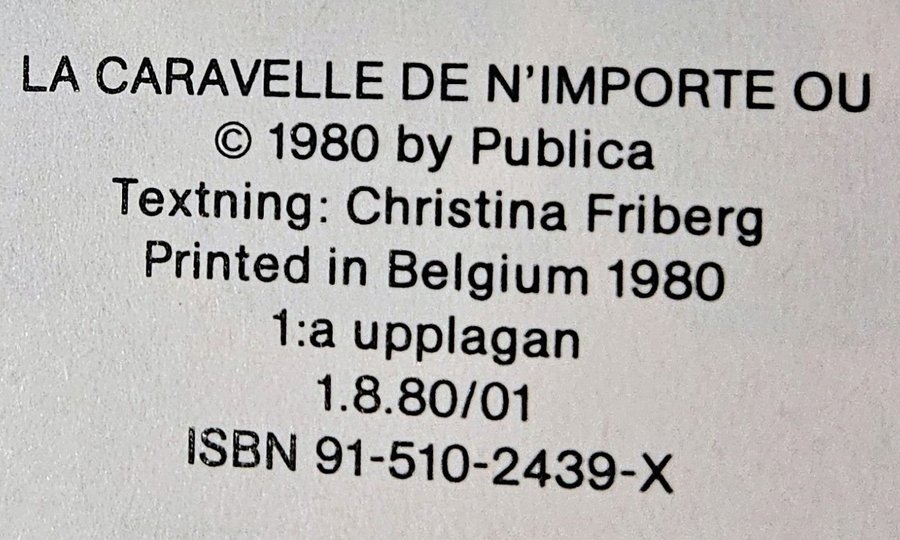 LA CARAVELLE DE N'IMPORTE OU
© 1980 by Publica
Textning: Christina Friberg
Printed in Belgium 1980
1:a upplagan
1.8.80/01
ISBN 91-510-2439-X